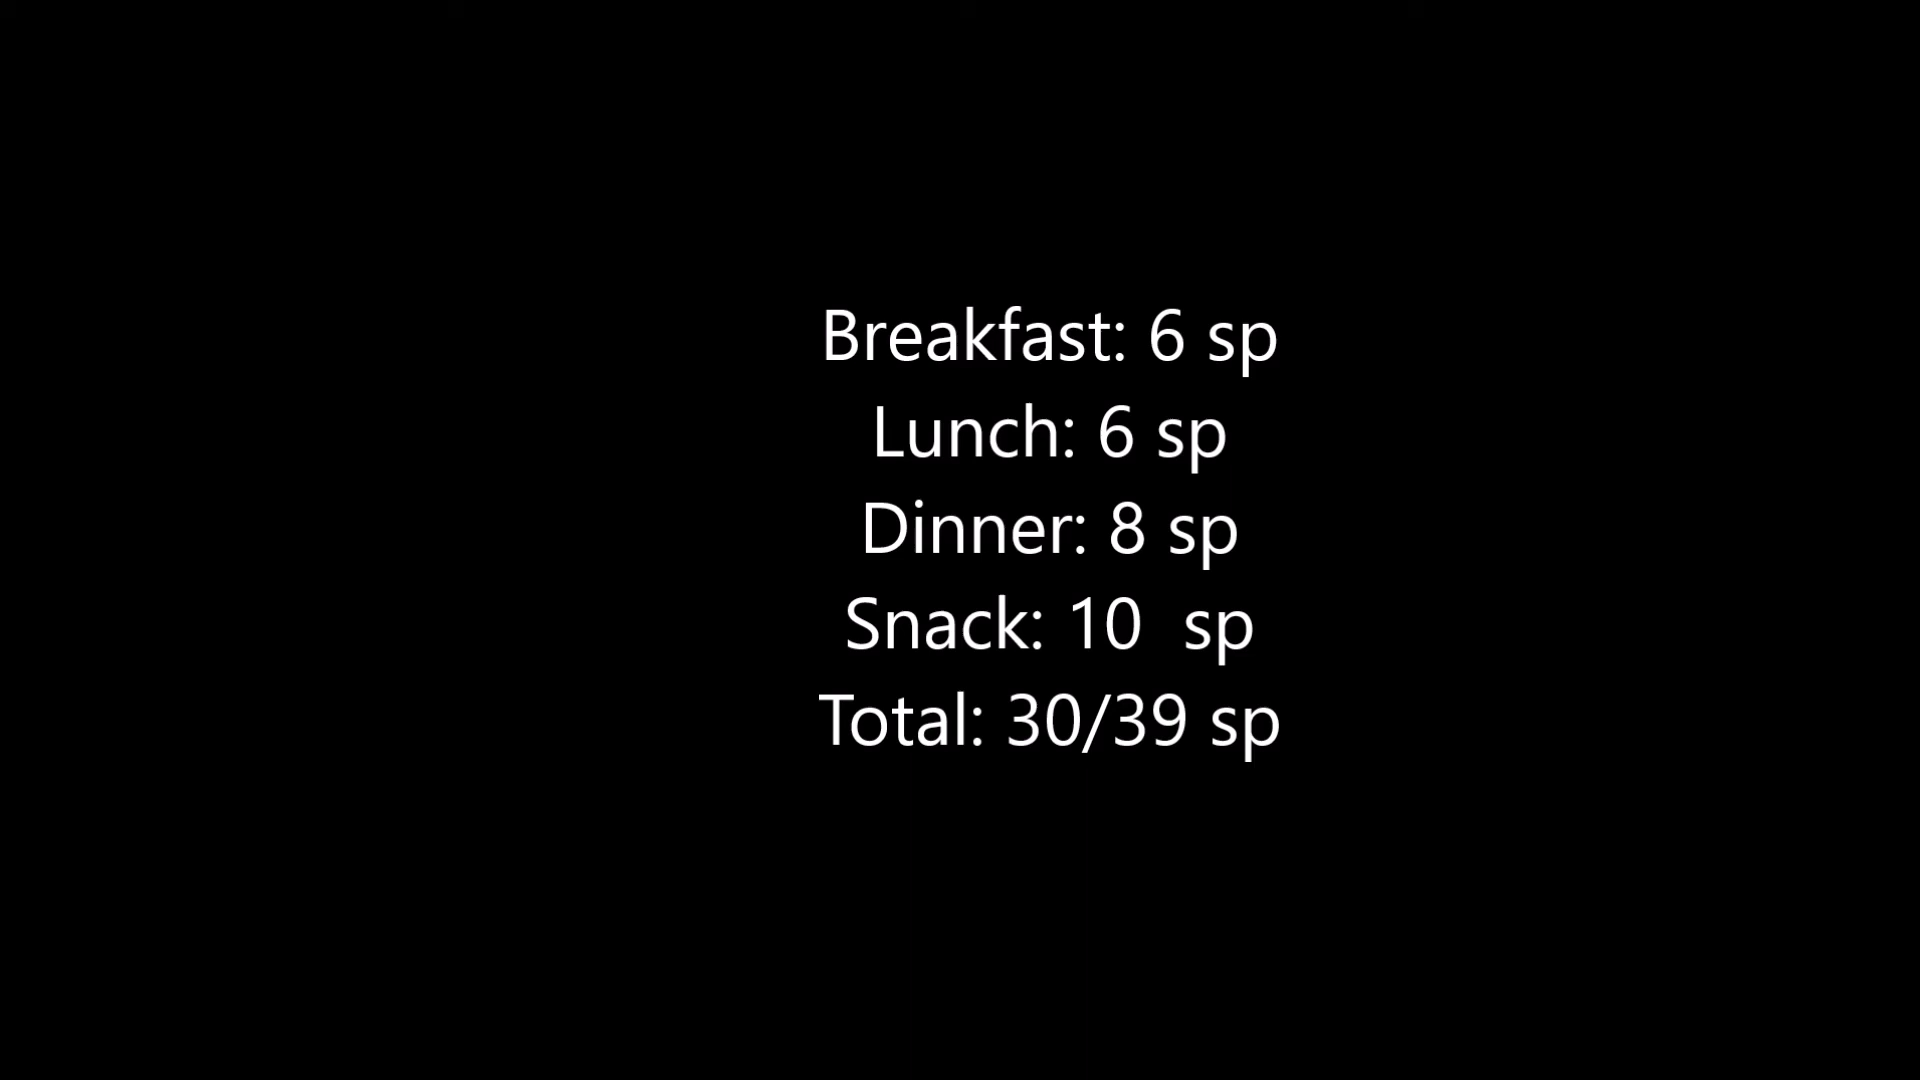 Breakfast: 6 sp
Lunch: 6 sp
Dinner: 8 sp
Snack: 10  sp
Total: 30/39 sp